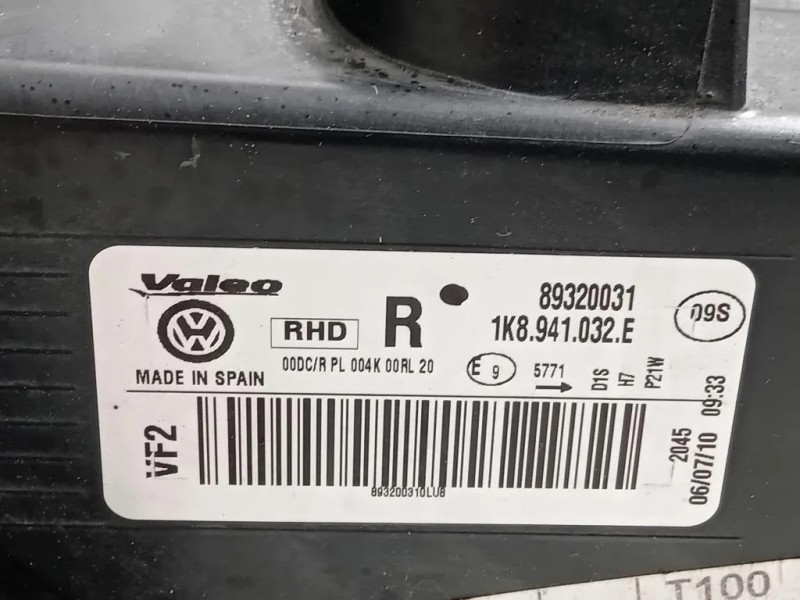 Valeo
89320031
RHD R 1K8.941.032.E 09S
00DC/R PL 004K 00RL 20
E 9 5771 D1S H7 P21W
MADE IN SPAIN
VF2
893200310LU8
2045
06/07/10 09:33
T100